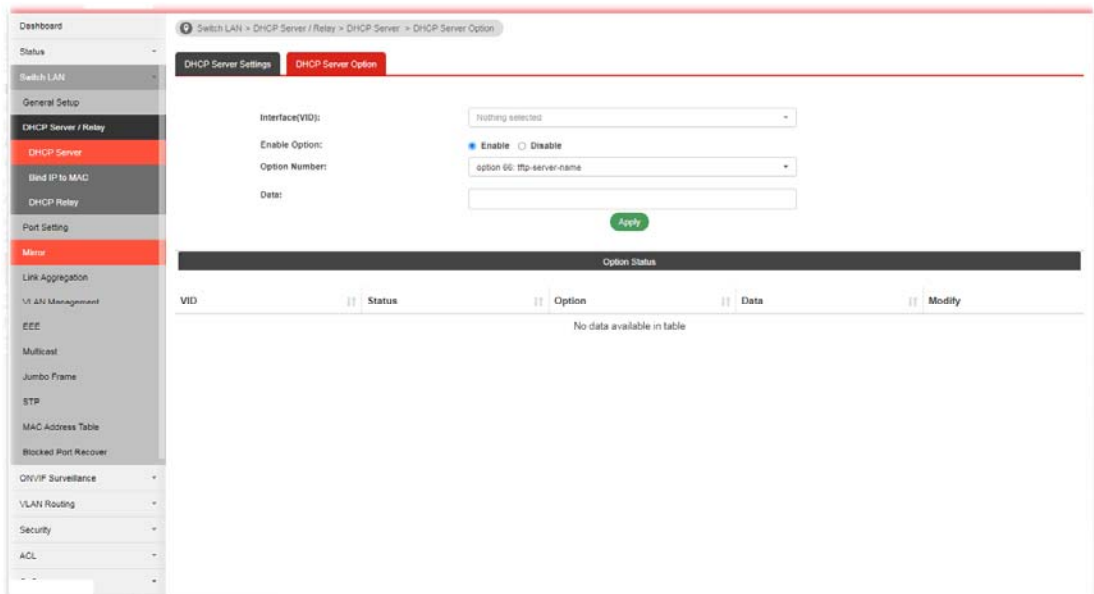 Dashboard
Status
Switch LAN
General Setup
DHCP Server / Relay
DHCP Server
Bind IP to MAC
DHCP Relay
Port Setting
Mirror
Link Aggregation
VLAN Management
EEE
Multicast
Jumbo Frame
STP
MAC Address Table
Blocked Port Recover
ONVIF Surveillance
VLAN Routing
Security
ACL
Switch LAN > DHCP Server / Relay > DHCP Server > DHCP Server Option
DHCP Server Settings DHCP Server Option
Interface(VID): Nothing selected
Enable Option: Enable Disable
Option Number: option 66: tftp-server-name
Data:
Apply
Option Status
VID Status Option Data Modify
No data available in table